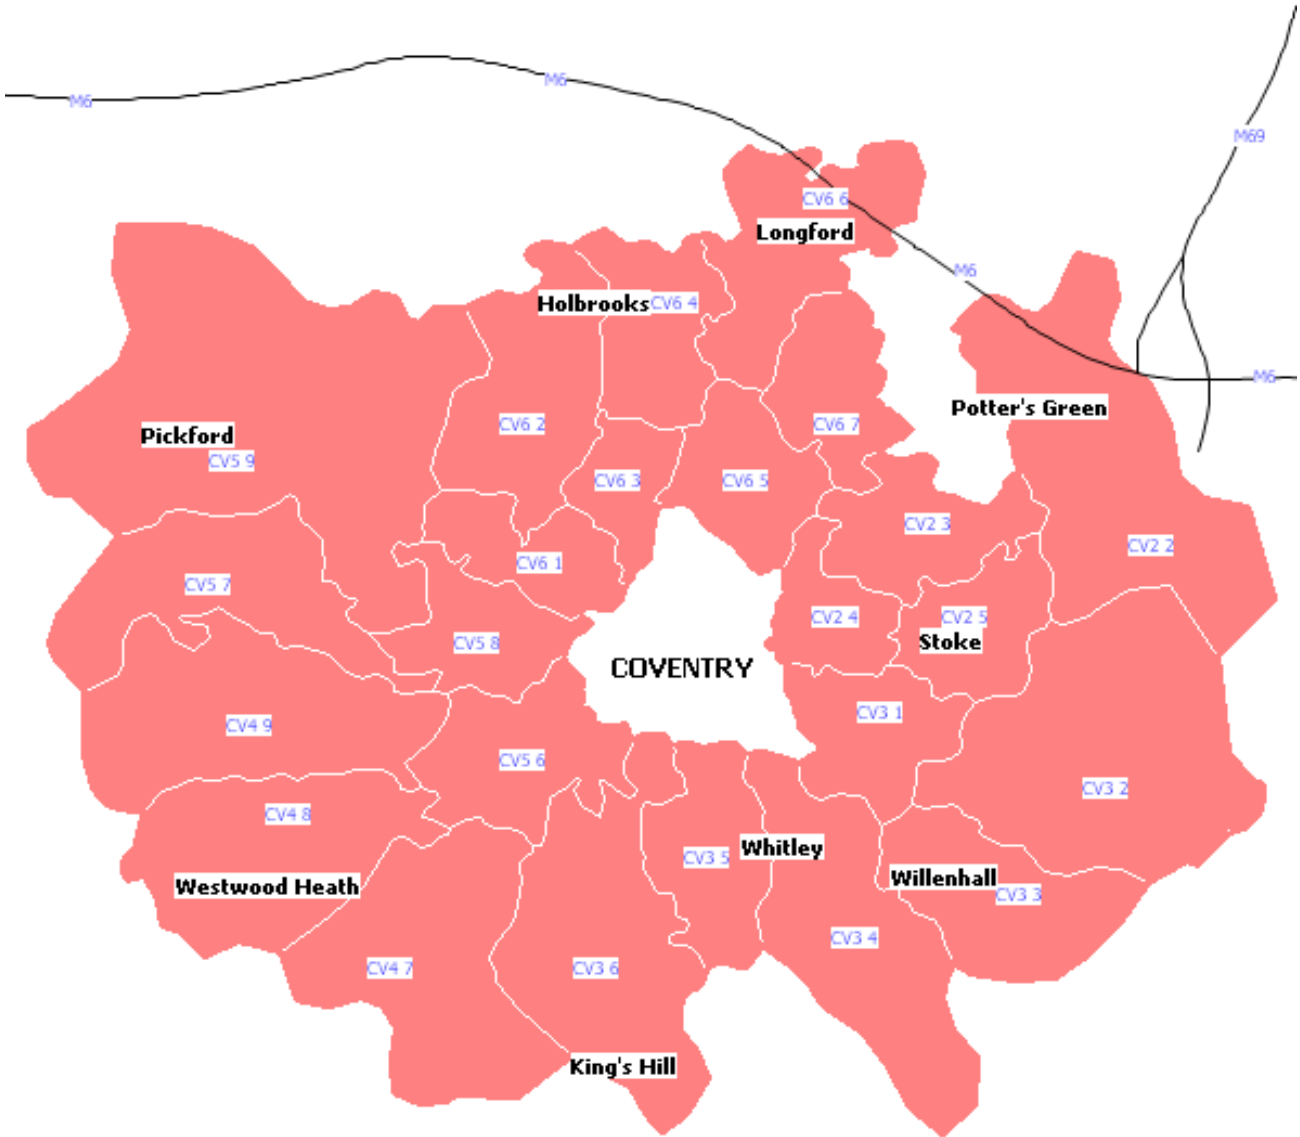 M6
M6
M69
CV6 6
Longford
M6
Holbrooks
CV6 4
M6
Potter's Green
CV6 2
CV6 7
Pickford
CV5 9
CV6 3
CV6 5
CV2 3
CV2 2
CV6 1
CV5 7
CV2 4
CV2 5
Stoke
CV5 8
COVENTRY
CV3 1
CV4 9
CV5 6
CV3 2
CV4 8
Whitley
CV3 5
Willenhall
CV3 3
Westwood Heath
CV3 4
CV4 7
CV3 6
King's Hill